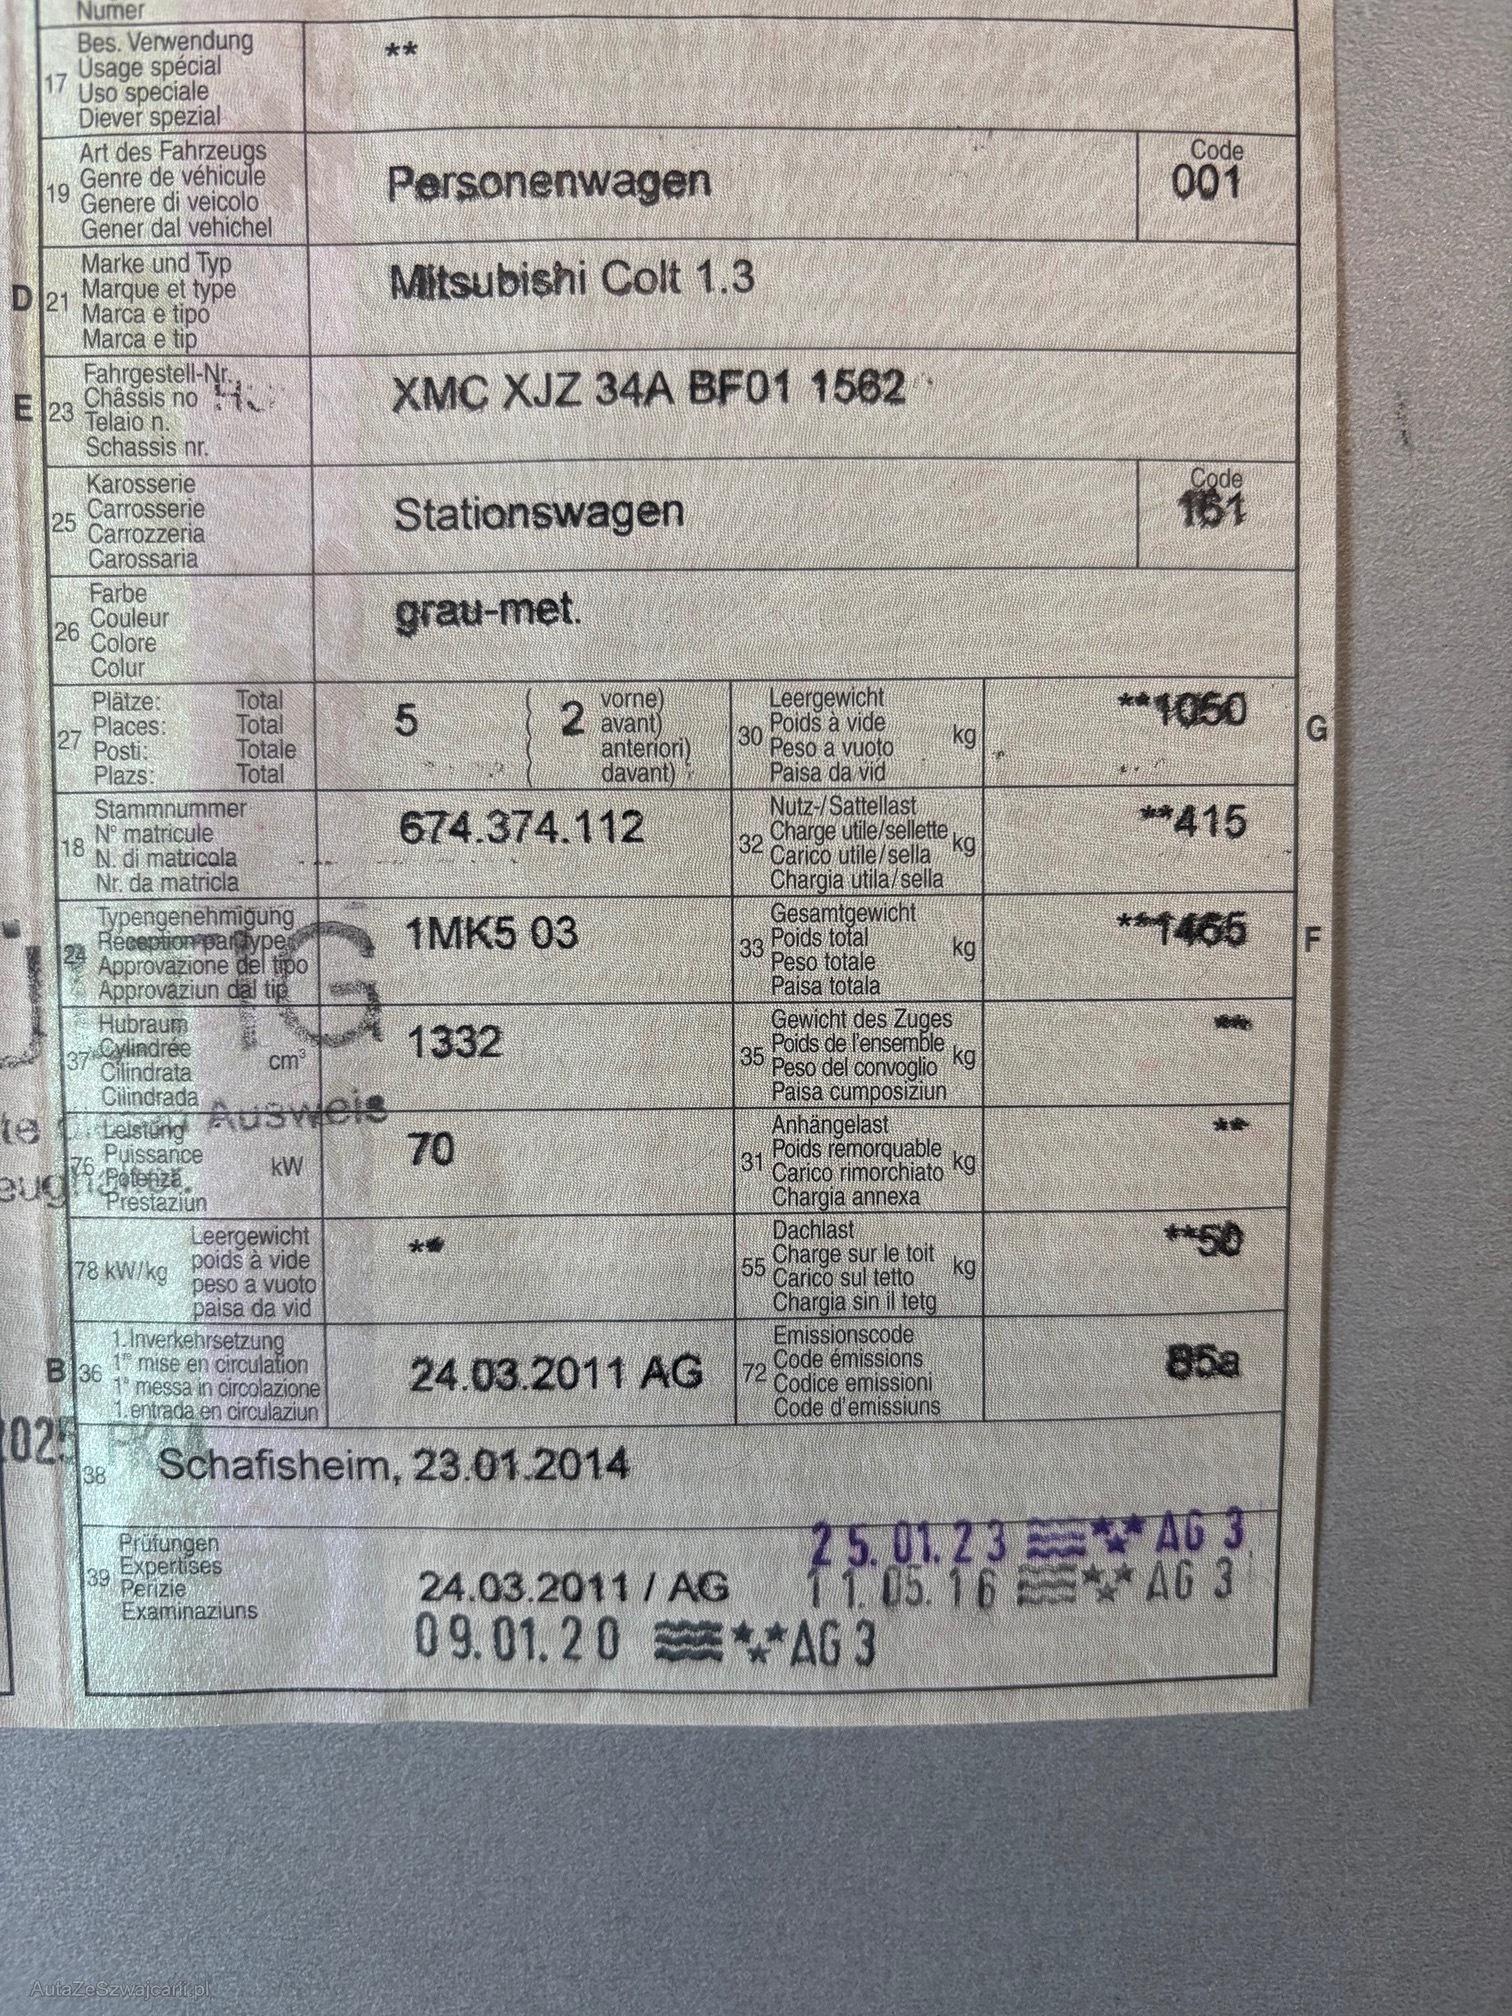 Numer
17 Bes. Verwendung
Usage spécial
Uso speciale
Diever spezial
**
19 Art des Fahrzeugs
Genre de véhicule
Genere di veicolo
Gener dal vehichel
Personenwagen
Code
001
D 21 Marke und Typ
Marque et type
Marca e tipo
Marca e tip
Mitsubishi Colt 1.3
E 23 Fahrgestell-Nr.
Châssis no
Telaio n.
Schassis nr.
XMC XJZ 34A BF01 1562
25 Karosserie
Carrosserie
Carrozzeria
Carossaria
Stationswagen
Code
161
26 Farbe
Couleur
Colore
Colur
grau-met.
27 Plätze: Total
Places: Total
Posti: Totale
Plazs: Total
5 ( 2 vorne)
( avant)
( anteriori)
( davant)
30 Leergewicht
Poids à vide
Peso a vuoto
Paisa da vid
kg
**1050
G
18 Stammnummer
N° matricule
N. di matricola
Nr. da matricla
674.374.112
32 Nutz-/Sattellast
Charge utile/sellette
Carico utile/sella
Chargia utila/sella
kg
**415
24 Typengenehmigung
Réception par type
Approvazione del tipo
Approvaziun dal tip
1MK5 03
33 Gesamtgewicht
Poids total
Peso totale
Paisa totala
kg
**1465
F
37 Hubraum
Cylindrée
Cilindrata
Cilindrada
cm³
1332
35 Gewicht des Zuges
Poids de l'ensemble
Peso del convoglio
Paisa cumposiziun
kg
**
Ausweis
76 Leistung
Puissance
Potenza
Prestaziun
kW
70
31 Anhängelast
Poids remorquable
Carico rimorchiato
Chargia annexa
kg
**
78 kW/kg
Leergewicht
poids à vide
peso a vuoto
paisa da vid
**
55 Dachlast
Charge sur le toit
Carico sul tetto
Chargia sin il tetg
kg
**50
B 36 1. Inverkehrsetzung
1re mise en circulation
1a messa in circolazione
1. entrada en circulaziun
24.03.2011 AG
72 Emissionscode
Code émissions
Codice emissioni
Code d'emissiuns
85a
38 Schafisheim, 23.01.2014
39 Prüfungen
Expertises
Perizie
Examinaziuns
25.01.23 AG 3
24.03.2011 / AG 11.05.16 AG 3
09.01.20 AG 3
AutaZeSzwajcarii.pl